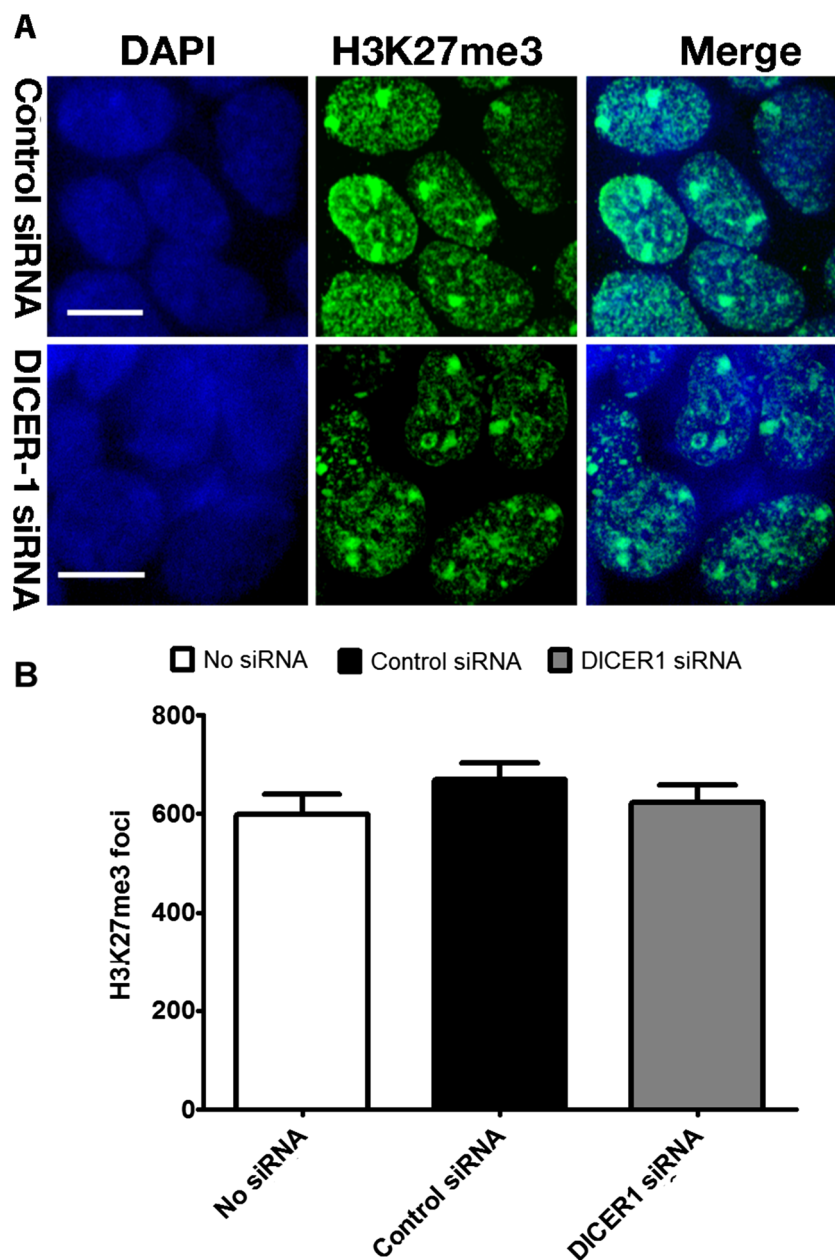 A
DAPI H3K27me3 Merge
Control siRNA
DICER-1 siRNA
B
No siRNA Control siRNA DICER1 siRNA
H3K27me3 foci
800
600
400
200
0
No siRNA
Control siRNA
DICER1 siRNA